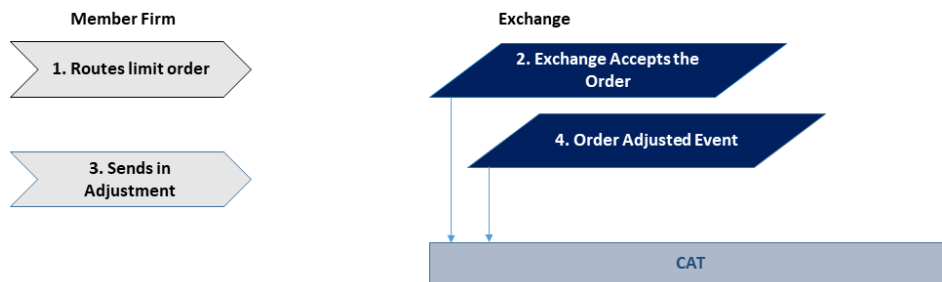 Member Firm
Exchange
1. Routes limit order
2. Exchange Accepts the
Order
3. Sends in
Adjustment
4. Order Adjusted Event
CAT